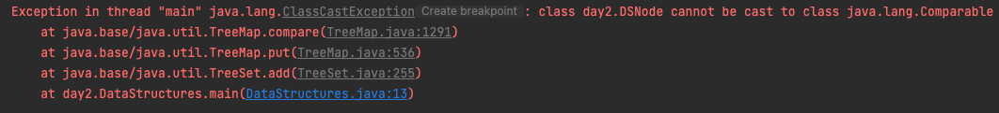 Exception in thread "main" java.lang.ClassCastException Create breakpoint : class day2.DSNode cannot be cast to class java.lang.Comparable
at java.base/java.util.TreeMap.compare(TreeMap.java:1291)
at java.base/java.util.TreeMap.put(TreeMap.java:536)
at java.base/java.util.TreeSet.add(TreeSet.java:255)
at day2.DataStructures.main(DataStructures.java:13)